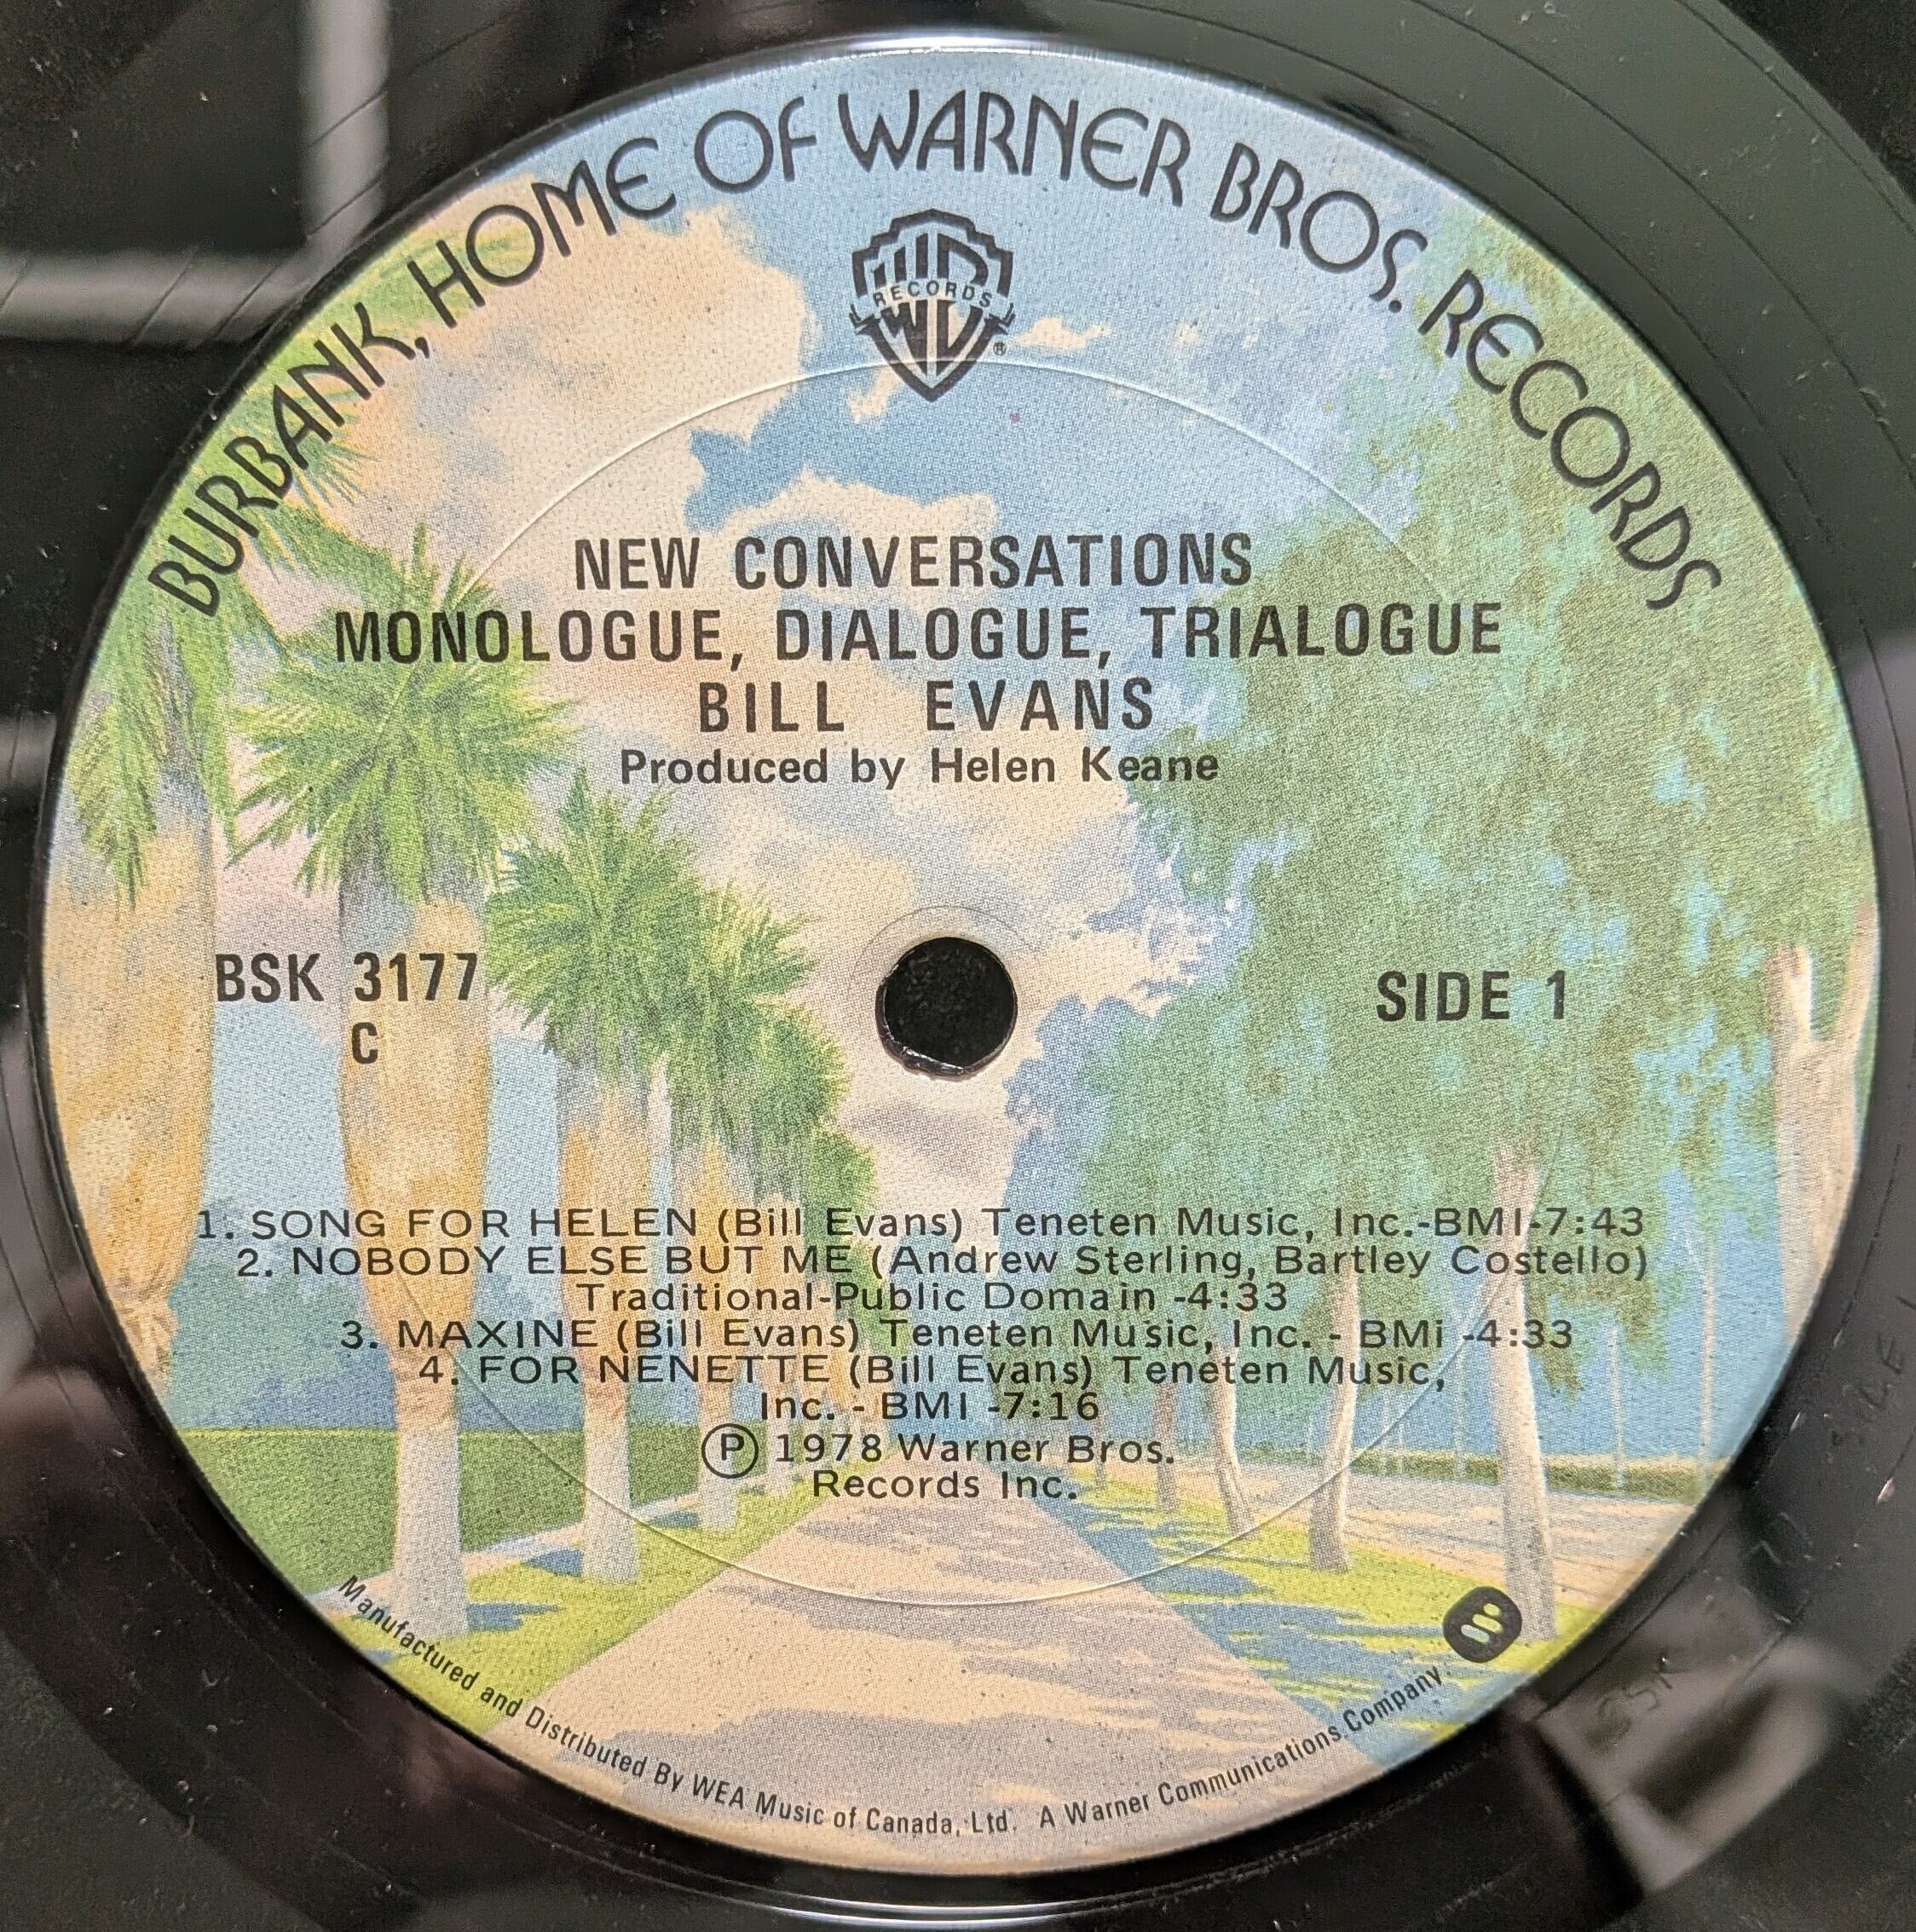 BURBANK, HOME OF WARNER BROS. RECORDS
RECORDS
®
NEW CONVERSATIONS
MONOLOGUE, DIALOGUE, TRIALOGUE
BILL EVANS
Produced by Helen Keane
BSK 3177
C
SIDE 1
1. SONG FOR HELEN (Bill Evans) Teneten Music, Inc.-BMI-7:43
2. NOBODY ELSE BUT ME (Andrew Sterling, Bartley Costello)
Traditional-Public Domain -4:33
3. MAXINE (Bill Evans) Teneten Music, Inc. - BMi -4:33
4. FOR NENETTE (Bill Evans) Teneten Music,
Inc. - BMI -7:16
Ⓟ 1978 Warner Bros.
Records Inc.
Manufactured and Distributed By WEA Music of Canada, Ltd. A Warner Communications Company